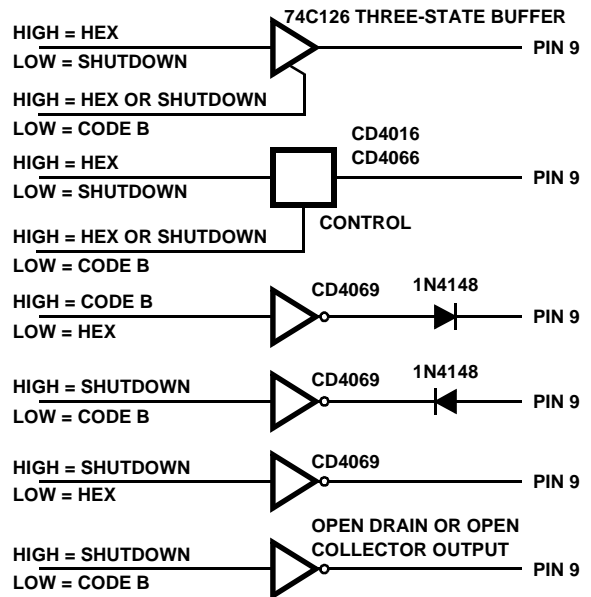 74C126 THREE-STATE BUFFER
HIGH = HEX
LOW = SHUTDOWN
PIN 9
HIGH = HEX OR SHUTDOWN
LOW = CODE B
CD4016
CD4066
HIGH = HEX
LOW = SHUTDOWN
PIN 9
CONTROL
HIGH = HEX OR SHUTDOWN
LOW = CODE B
CD4069
1N4148
HIGH = CODE B
LOW = HEX
PIN 9
CD4069
1N4148
HIGH = SHUTDOWN
LOW = CODE B
PIN 9
CD4069
HIGH = SHUTDOWN
LOW = HEX
PIN 9
OPEN DRAIN OR OPEN
COLLECTOR OUTPUT
HIGH = SHUTDOWN
LOW = CODE B
PIN 9